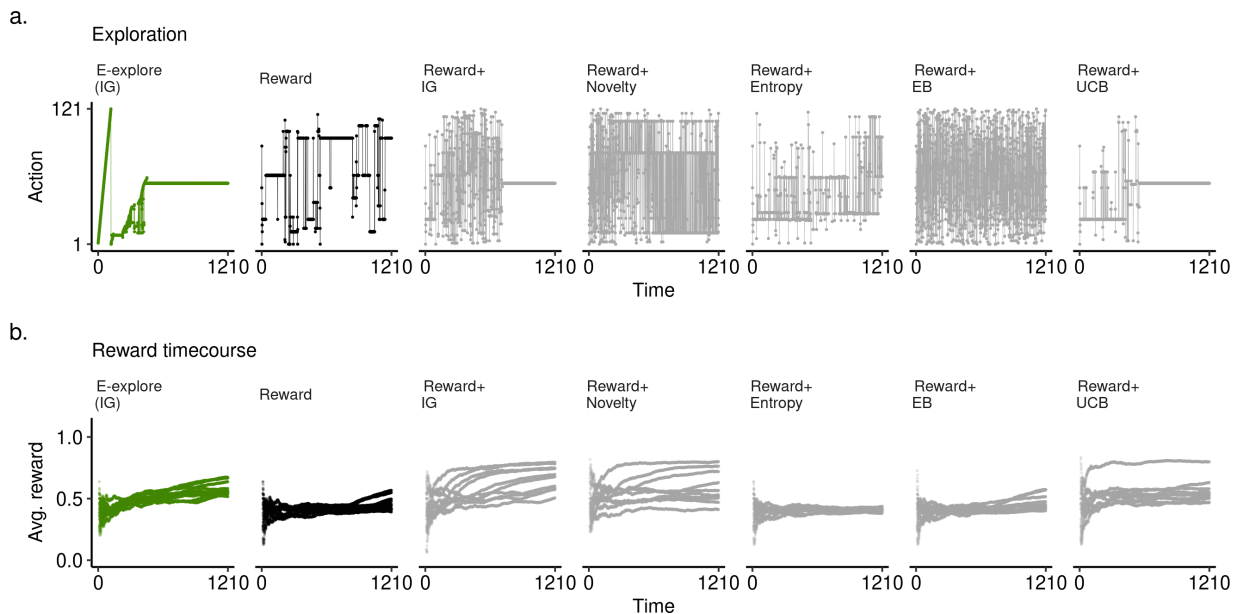 a.
Exploration
E-explore
(IG)
Reward
Reward+
IG
Reward+
Novelty
Reward+
Entropy
Reward+
EB
Reward+
UCB
Action
121
1
0 1210 0 1210 0 1210 0 1210 0 1210 0 1210 0 1210
Time
b.
Reward timecourse
E-explore
(IG)
Reward
Reward+
IG
Reward+
Novelty
Reward+
Entropy
Reward+
EB
Reward+
UCB
Avg. reward
1.0
0.5
0.0
0 1210 0 1210 0 1210 0 1210 0 1210 0 1210 0 1210
Time